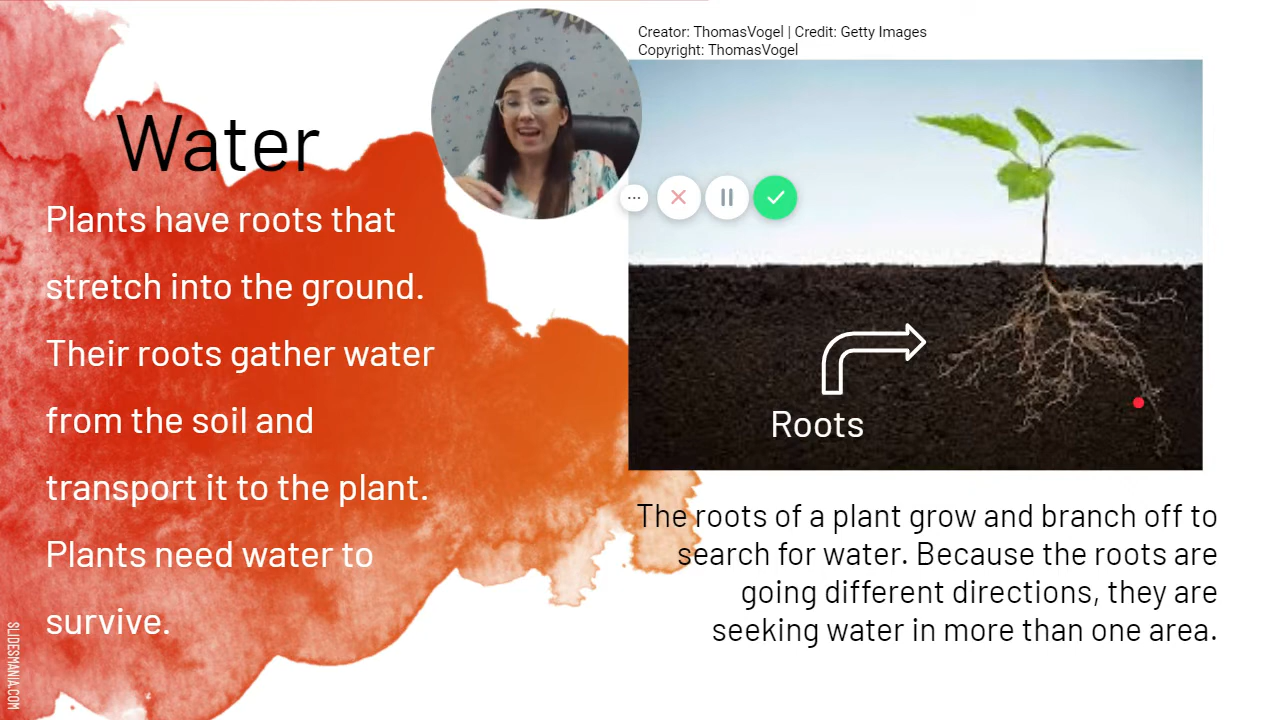 Water
Plants have roots that
stretch into the ground.
Their roots gather water
from the soil and
transport it to the plant.
Plants need water to
survive.
Creator: ThomasVogel | Credit: Getty Images
Copyright: ThomasVogel
Roots
The roots of a plant grow and branch off to
search for water. Because the roots are
going different directions, they are
seeking water in more than one area.
SLIDESMANIA.COM